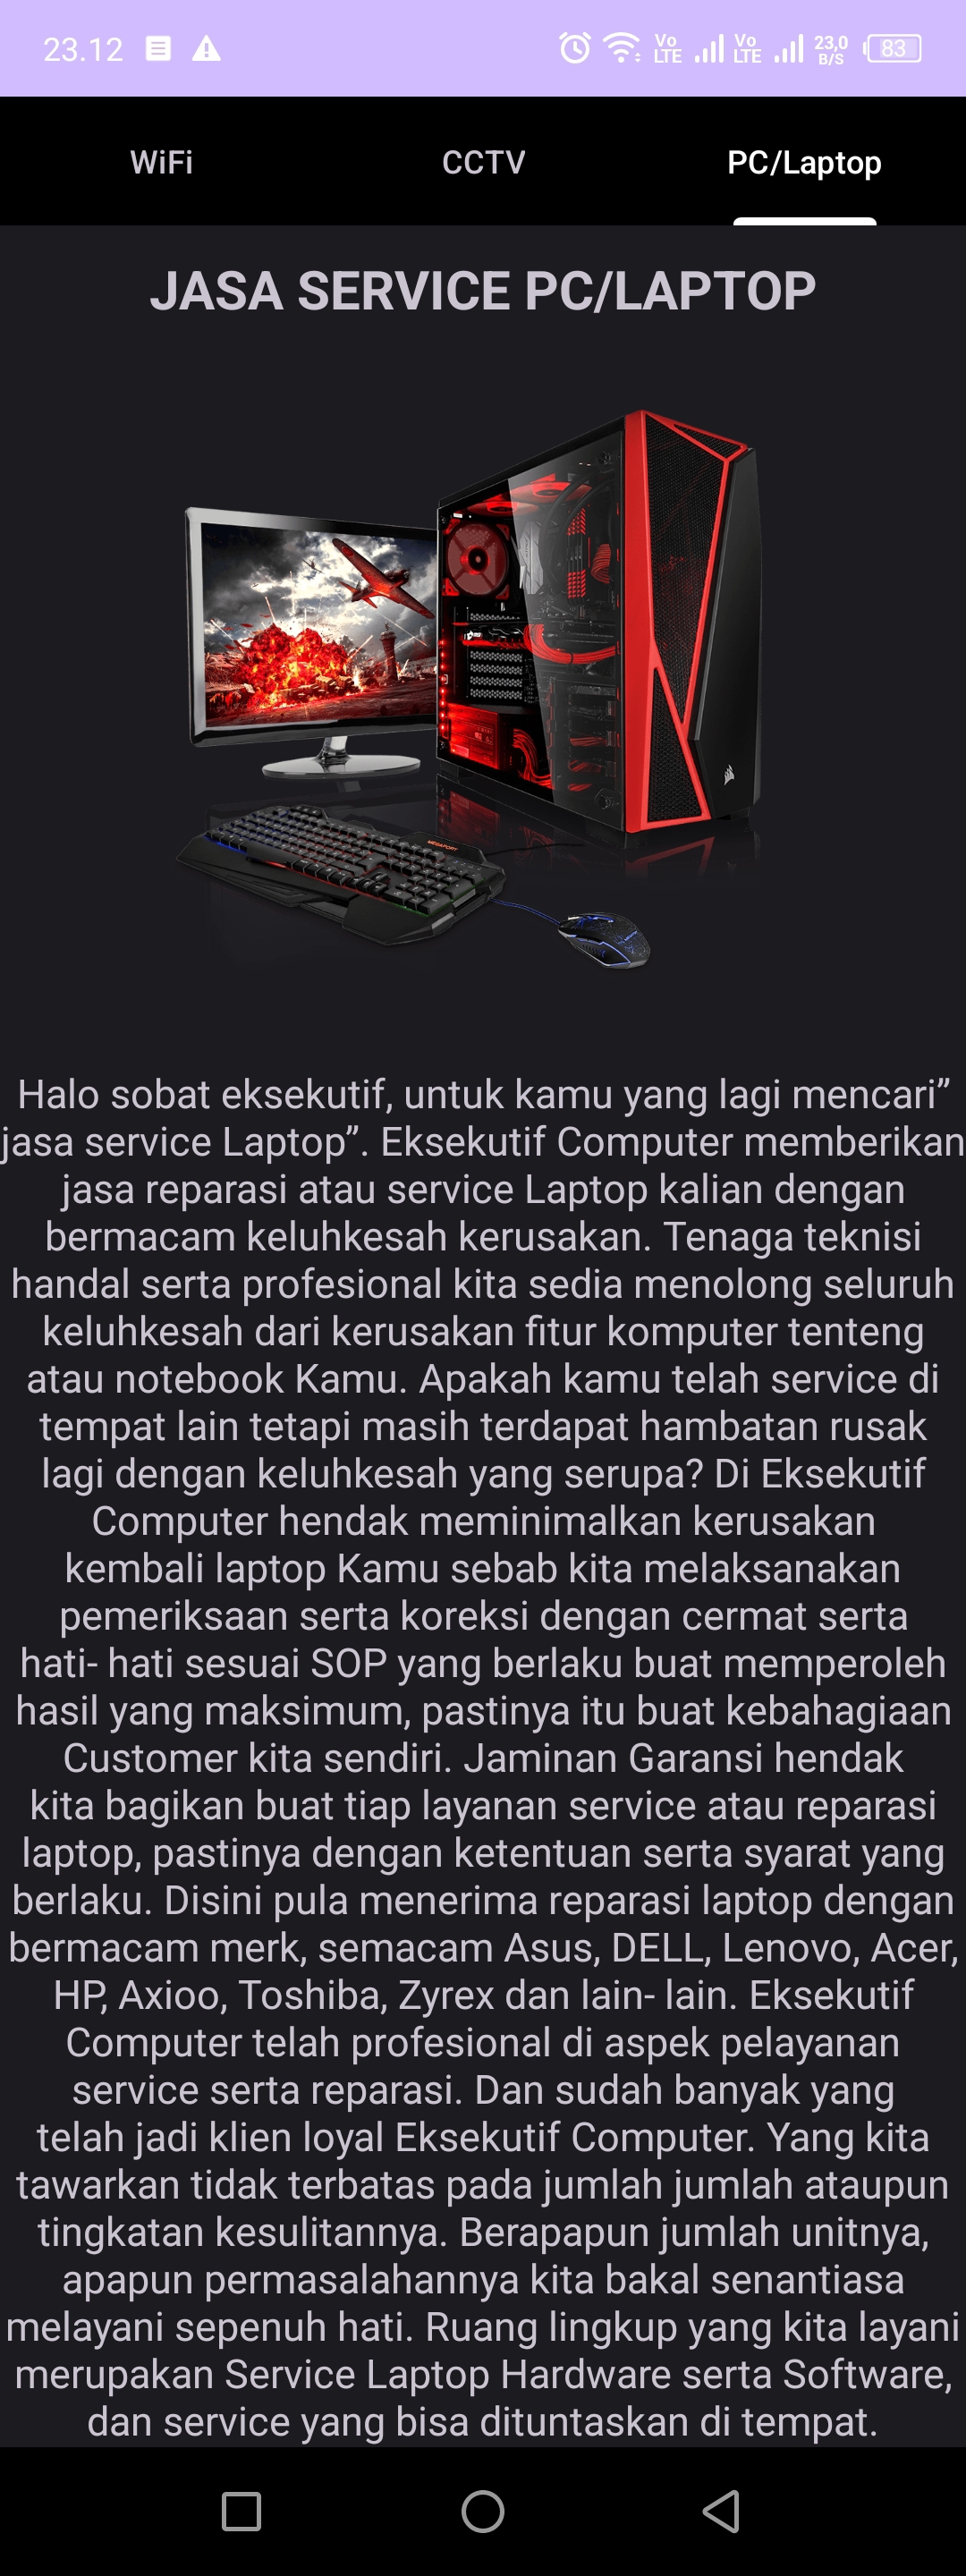 23.12
Vo LTE
Vo LTE
23,0 B/S
83
WiFi
CCTV
PC/Laptop
JASA SERVICE PC/LAPTOP
MEGAPORT
Halo sobat eksekutif, untuk kamu yang lagi mencari”
jasa service Laptop”. Eksekutif Computer memberikan
jasa reparasi atau service Laptop kalian dengan
bermacam keluhkesah kerusakan. Tenaga teknisi
handal serta profesional kita sedia menolong seluruh
keluhkesah dari kerusakan fitur komputer tenteng
atau notebook Kamu. Apakah kamu telah service di
tempat lain tetapi masih terdapat hambatan rusak
lagi dengan keluhkesah yang serupa? Di Eksekutif
Computer hendak meminimalkan kerusakan
kembali laptop Kamu sebab kita melaksanakan
pemeriksaan serta koreksi dengan cermat serta
hati- hati sesuai SOP yang berlaku buat memperoleh
hasil yang maksimum, pastinya itu buat kebahagiaan
Customer kita sendiri. Jaminan Garansi hendak
kita bagikan buat tiap layanan service atau reparasi
laptop, pastinya dengan ketentuan serta syarat yang
berlaku. Disini pula menerima reparasi laptop dengan
bermacam merk, semacam Asus, DELL, Lenovo, Acer,
HP, Axioo, Toshiba, Zyrex dan lain- lain. Eksekutif
Computer telah profesional di aspek pelayanan
service serta reparasi. Dan sudah banyak yang
telah jadi klien loyal Eksekutif Computer. Yang kita
tawarkan tidak terbatas pada jumlah jumlah ataupun
tingkatan kesulitannya. Berapapun jumlah unitnya,
apapun permasalahannya kita bakal senantiasa
melayani sepenuh hati. Ruang lingkup yang kita layani
merupakan Service Laptop Hardware serta Software,
dan service yang bisa dituntaskan di tempat.